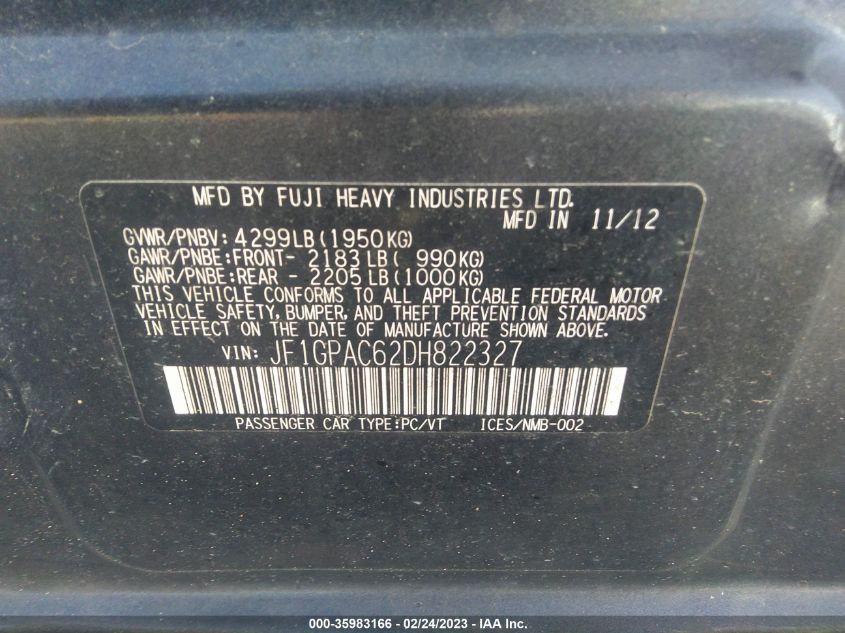 MFD BY FUJI HEAVY INDUSTRIES LTD.
MFD IN 11/12
GVWR/PNBV: 4299LB(1950KG)
GAWR/PNBE:FRONT- 2183LB( 990KG)
GAWR/PNBE:REAR - 2205LB(1000KG)
THIS VEHICLE CONFORMS TO ALL APPLICABLE FEDERAL MOTOR
VEHICLE SAFETY, BUMPER, AND THEFT PREVENTION STANDARDS
IN EFFECT ON THE DATE OF MANUFACTURE SHOWN ABOVE.
VIN: JF1GPAC62DH822327
PASSENGER CAR TYPE:PC/VT ICES/NMB-002
000-35983166 - 02/24/2023 - IAA Inc.